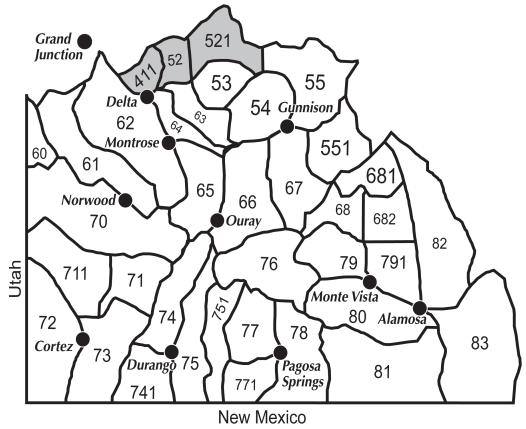 Grand
Junction
521
52
411
53
55
Delta
54
Gunnison
63
62
64
Montrose
551
60
61
681
65
66
67
Norwood
68
682
70
Ouray
82
711
71
76
79
791
Utah
751
Monte Vista
74
80
Alamosa
72
77
78
Cortez
73
Durango
75
Pagosa
Springs
83
741
771
81
New Mexico